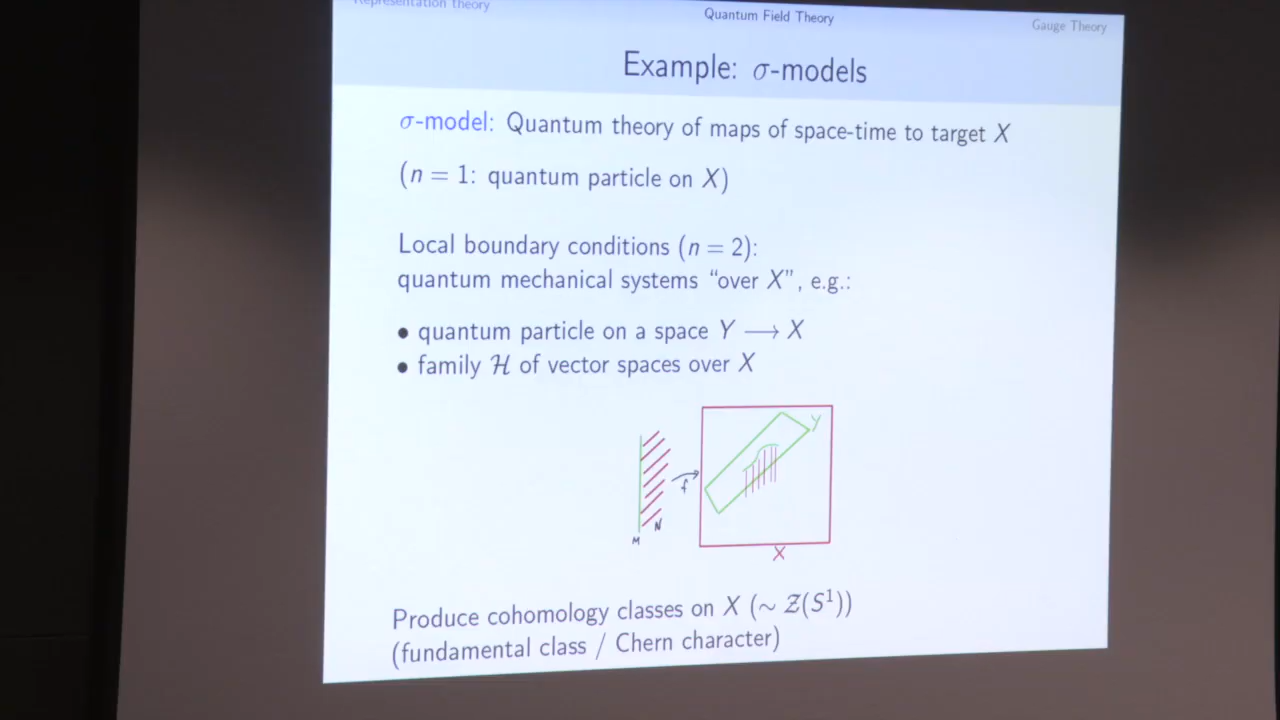 Representation theory
Quantum Field Theory
Gauge Theory
Example: σ-models
σ-model: Quantum theory of maps of space-time to target X
(n = 1: quantum particle on X)
Local boundary conditions (n = 2):
quantum mechanical systems “over X”, e.g.:
• quantum particle on a space Y ⟶ X
• family ℋ of vector spaces over X
Y
f
N
M
X
Produce cohomology classes on X (∼ 𝒵(S¹))
(fundamental class / Chern character)